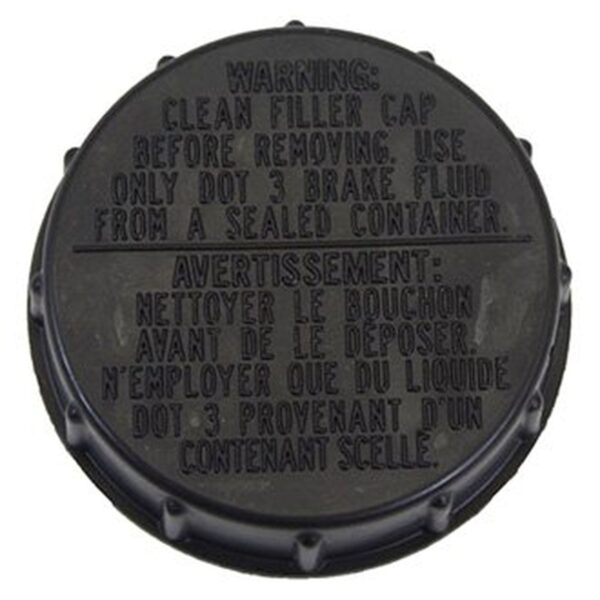 WARNING:
CLEAN FILLER CAP
BEFORE REMOVING. USE
ONLY DOT 3 BRAKE FLUID
FROM A SEALED CONTAINER.
AVERTISSEMENT:
NETTOYER LE BOUCHON
AVANT DE LE DÉPOSER.
N'EMPLOYER QUE DU LIQUIDE
DOT 3 PROVENANT D'UN
CONTENANT SCELLE.